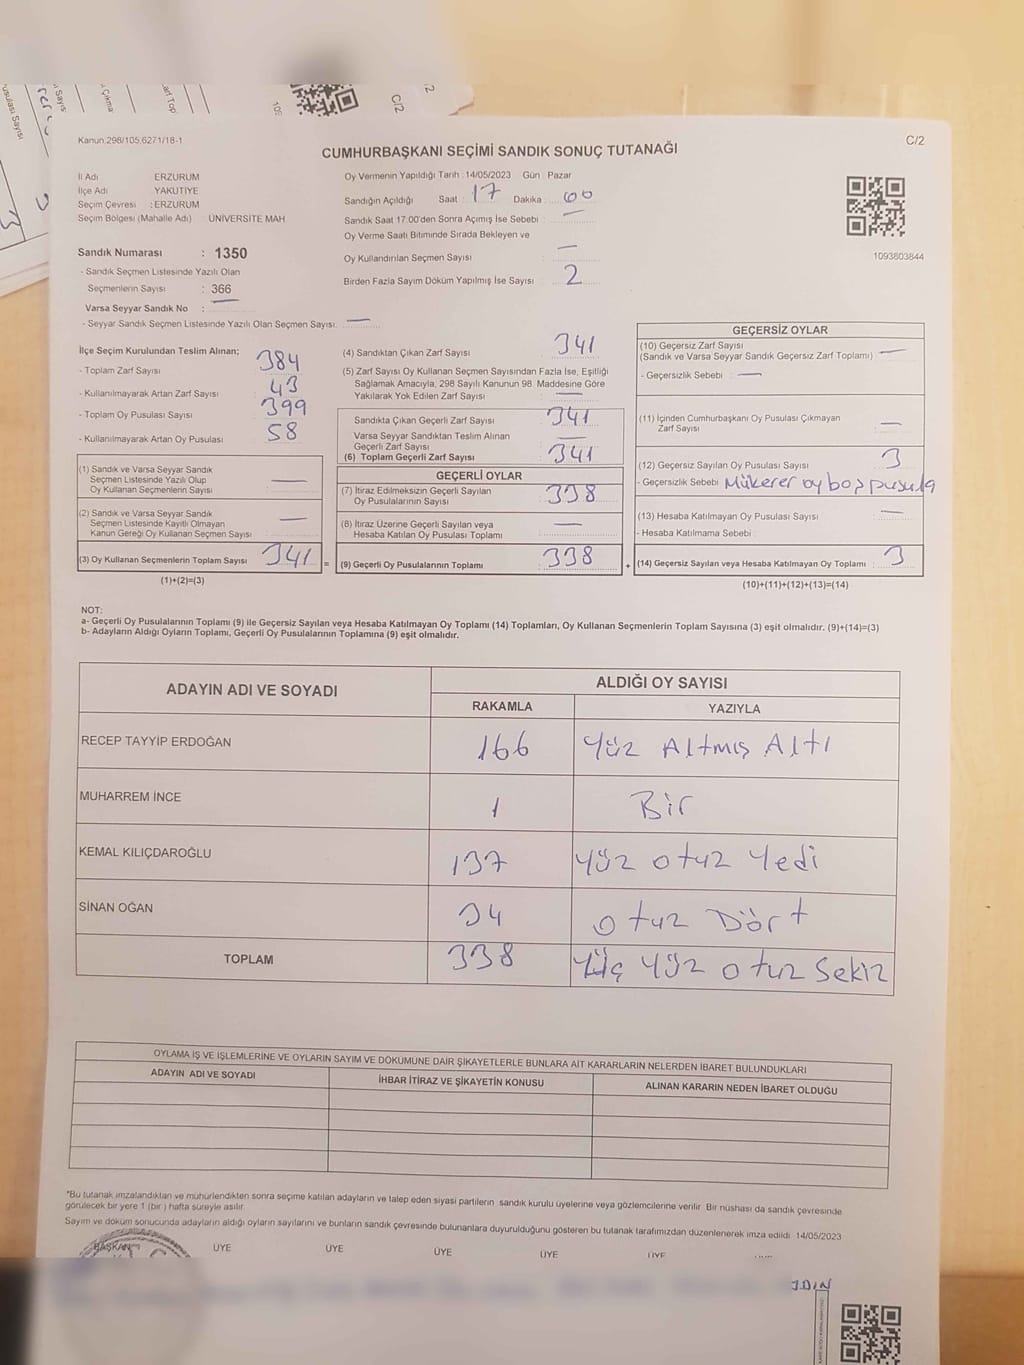 Kanun:298/105,6271/18-1
C/2
CUMHURBAŞKANI SEÇİMİ SANDIK SONUÇ TUTANAĞI
İl Adı ERZURUM
İlçe Adı YAKUTİYE
Seçim Çevresi : ERZURUM
Seçim Bölgesi (Mahalle Adı) : ÜNİVERSİTE MAH
Sandık Numarası : 1350
- Sandık Seçmen Listesinde Yazılı Olan
Seçmenlerin Sayısı : 366
Varsa Seyyar Sandık No : —
- Seyyar Sandık Seçmen Listesinde Yazılı Olan Seçmen Sayısı: —
Oy Vermenin Yapıldığı Tarih : 14/05/2023 Gün : Pazar
Sandığın Açıldığı Saat : 17 Dakika : 00
Sandık Saat 17.00'den Sonra Açımış İse Sebebi : —
Oy Verme Saati Bitiminde Sırada Bekleyen ve
Oy Kullandırılan Seçmen Sayısı : —
Birden Fazla Sayım Döküm Yapılmış İse Sayısı : 2
1093803844
İlçe Seçim Kurulundan Teslim Alınan;
- Toplam Zarf Sayısı : 384
- Kullanılmayarak Artan Zarf Sayısı : 43
- Toplam Oy Pusulası Sayısı : 399
- Kullanılmayarak Artan Oy Pusulası : 58
(1) Sandık ve Varsa Seyyar Sandık
Seçmen Listesinde Yazılı Olup
Oy Kullanan Seçmenlerin Sayısı : —
(2) Sandık ve Varsa Seyyar Sandık
Seçmen Listesinde Kayıtlı Olmayan
Kanun Gereği Oy Kullanan Seçmen Sayısı : —
(3) Oy Kullanan Seçmenlerin Toplam Sayısı : 341 =
(1)+(2)=(3)
(4) Sandıktan Çıkan Zarf Sayısı : 341
(5) Zarf Sayısı Oy Kullanan Seçmen Sayısından Fazla İse, Eşitliği
Sağlamak Amacıyla, 298 Sayılı Kanunun 98. Maddesine Göre
Yakılarak Yok Edilen Zarf Sayısı : —
Sandıkta Çıkan Geçerli Zarf Sayısı : 341
Varsa Seyyar Sandıktan Teslim Alınan
Geçerli Zarf Sayısı : —
(6) Toplam Geçerli Zarf Sayısı : 341
GEÇERLİ OYLAR
(7) İtiraz Edilmeksizin Geçerli Sayılan
Oy Pusulalarının Sayısı : 338
(8) İtiraz Üzerine Geçerli Sayılan veya
Hesaba Katılan Oy Pusulası Toplamı : —
(9) Geçerli Oy Pusulalarının Toplamı : 338 +
GEÇERSİZ OYLAR
(10) Geçersiz Zarf Sayısı
(Sandık ve Varsa Seyyar Sandık Geçersiz Zarf Toplamı) : —
- Geçersizlik Sebebi : —
(11) İçinden Cumhurbaşkanı Oy Pusulası Çıkmayan
Zarf Sayısı : —
(12) Geçersiz Sayılan Oy Pusulası Sayısı : 3
- Geçersizlik Sebebi Mükerer oy boş pusula
(13) Hesaba Katılmayan Oy Pusulası Sayısı : —
- Hesaba Katılmama Sebebi :
(14) Geçersiz Sayılan veya Hesaba Katılmayan Oy Toplamı : 3
(10)+(11)+(12)+(13)=(14)
NOT:
a- Geçerli Oy Pusulalarının Toplamı (9) ile Geçersiz Sayılan veya Hesaba Katılmayan Oy Toplamı (14) Toplamları, Oy Kullanan Seçmenlerin Toplam Sayısına (3) eşit olmalıdır. (9)+(14)=(3)
b- Adayların Aldığı Oyların Toplamı, Geçerli Oy Pusulalarının Toplamına (9) eşit olmalıdır.
ADAYIN ADI VE SOYADI
ALDIĞI OY SAYISI
RAKAMLA YAZIYLA
RECEP TAYYİP ERDOĞAN 166 Yüz Altmış Altı
MUHARREM İNCE 1 Bir
KEMAL KILIÇDAROĞLU 137 Yüz otuz Yedi
SİNAN OĞAN 34 otuz Dört
TOPLAM 338 Üç Yüz otuz Sekiz
OYLAMA İŞ VE İŞLEMLERİNE VE OYLARIN SAYIM VE DÖKÜMÜNE DAİR ŞİKAYETLERLE BUNLARA AİT KARARLARIN NELERDEN İBARET BULUNDUKLARI
ADAYIN ADI VE SOYADI İHBAR İTİRAZ VE ŞİKAYETİN KONUSU ALINAN KARARIN NEDEN İBARET OLDUĞU
*Bu tutanak imzalandıktan ve mühürlendikten sonra seçime katılan adayların ve talep eden siyasi partilerin sandık kurulu üyelerine veya gözlemcilerine verilir. Bir nüshası da sandık çevresinde
görülecek bir yere 1 (bir) hafta süreyle asılır.
Sayım ve döküm sonucunda adayların aldığı oyların sayılarını ve bunların sandık çevresinde bulunanlara duyurulduğunu gösteren bu tutanak tarafımızdan düzenlenerek imza edildi. 14/05/2023
BAŞKAN ÜYE ÜYE ÜYE ÜYE ÜYE